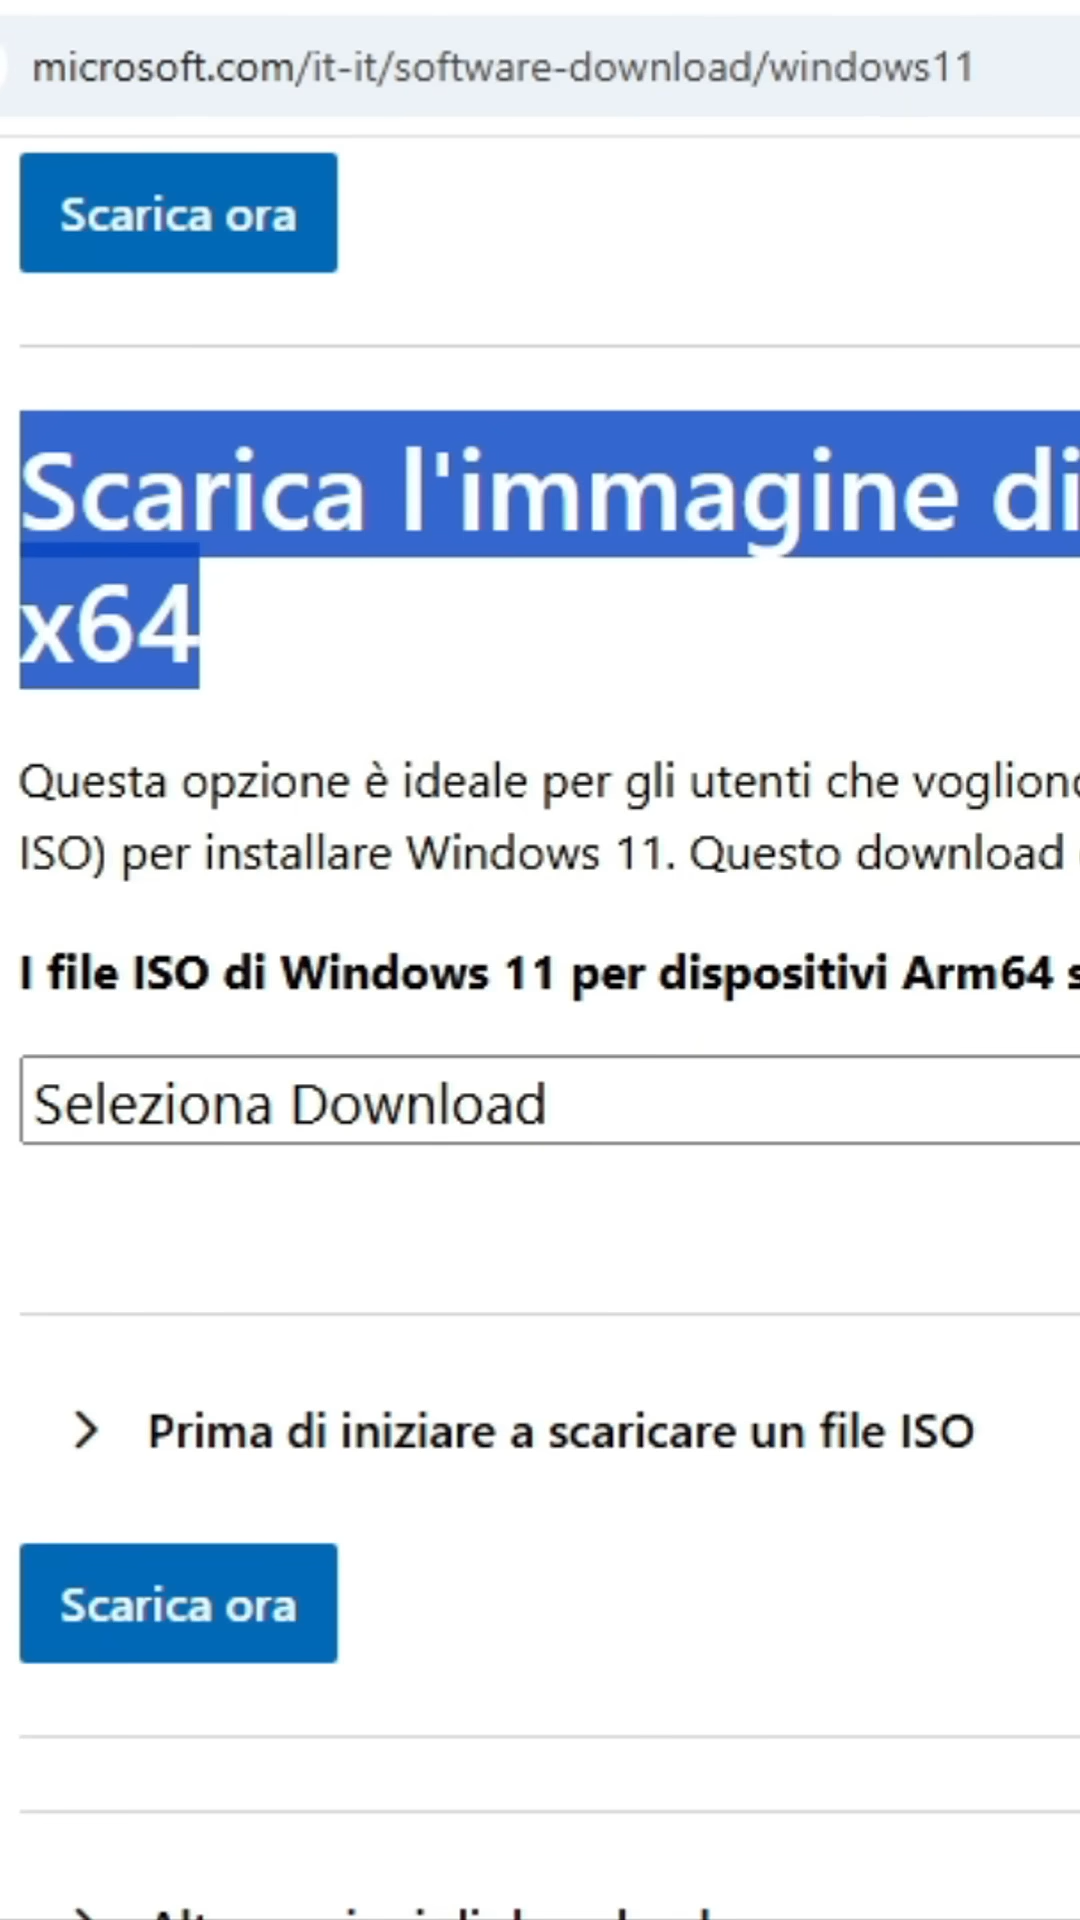 microsoft.com/it-it/software-download/windows11
Scarica ora
Scarica l'immagine di
x64
Questa opzione è ideale per gli utenti che vogliono
ISO) per installare Windows 11. Questo download
I file ISO di Windows 11 per dispositivi Arm64 s
Seleziona Download
Prima di iniziare a scaricare un file ISO
Scarica ora